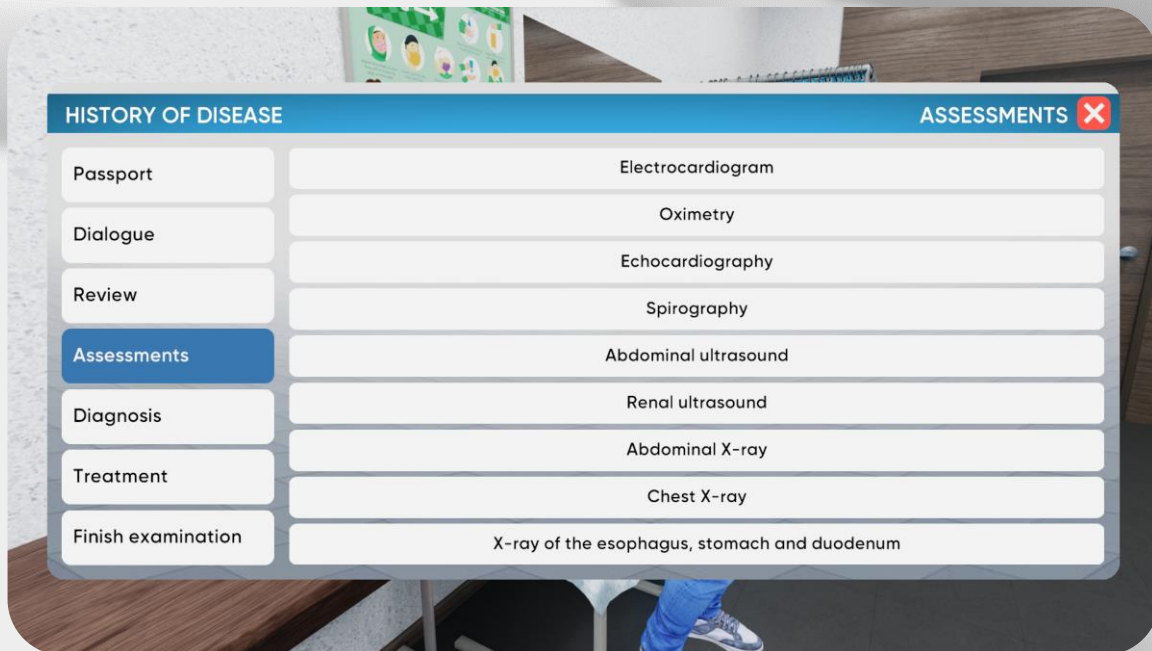 HISTORY OF DISEASE
ASSESSMENTS
Passport
Dialogue
Review
Assessments
Diagnosis
Treatment
Finish examination
Electrocardiogram
Oximetry
Echocardiography
Spirography
Abdominal ultrasound
Renal ultrasound
Abdominal X-ray
Chest X-ray
X-ray of the esophagus, stomach and duodenum